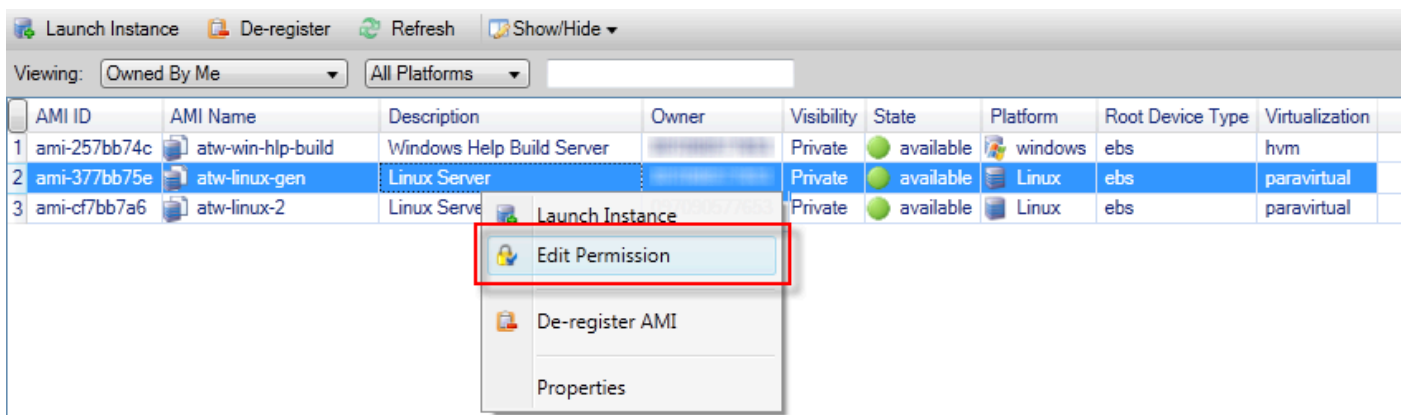 Launch Instance De-register Refresh Show/Hide
Viewing: Owned By Me All Platforms
AMI ID AMI Name Description Owner Visibility State Platform Root Device Type Virtualization
1 ami-257bb74c atw-win-hlp-build Windows Help Build Server Private available windows ebs hvm
2 ami-377bb75e atw-linux-gen Linux Server Private available Linux ebs paravirtual
3 ami-cf7bb7a6 atw-linux-2 Linux Serve Private available Linux ebs paravirtual
Launch Instance
Edit Permission
De-register AMI
Properties